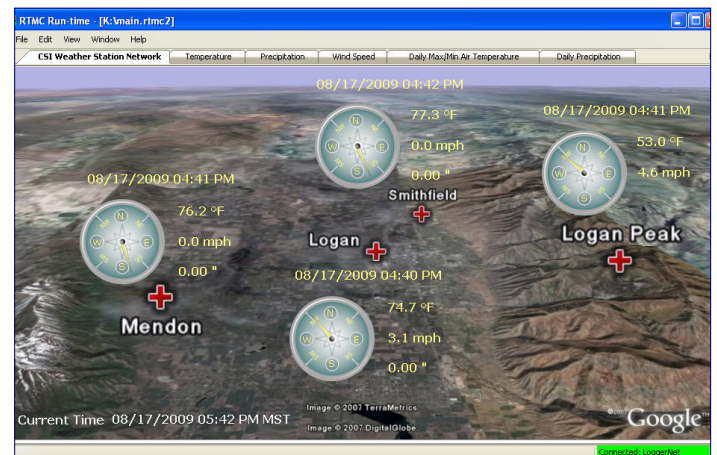 RTMC Run-time - [K:\main.rtmc2]
File Edit View Window Help
CSI Weather Station Network Temperature Precipitation Wind Speed Daily Max/Min Air Temperature Daily Precipitation
08/17/2009 04:42 PM
77.3 °F
0.0 mph
0.00 "
N
E
S
W
Smithfield
08/17/2009 04:41 PM
53.0 °F
4.6 mph
N
E
S
W
Logan Peak
08/17/2009 04:41 PM
76.2 °F
0.0 mph
0.00 "
N
E
S
W
Mendon
Logan
08/17/2009 04:40 PM
74.7 °F
3.1 mph
0.00 "
N
E
S
W
Image © 2007 TerraMetrics
Image © 2007 DigitalGlobe
©2007 Google™
Current Time 08/17/2009 05:42 PM MST
Connected: LoggerNet